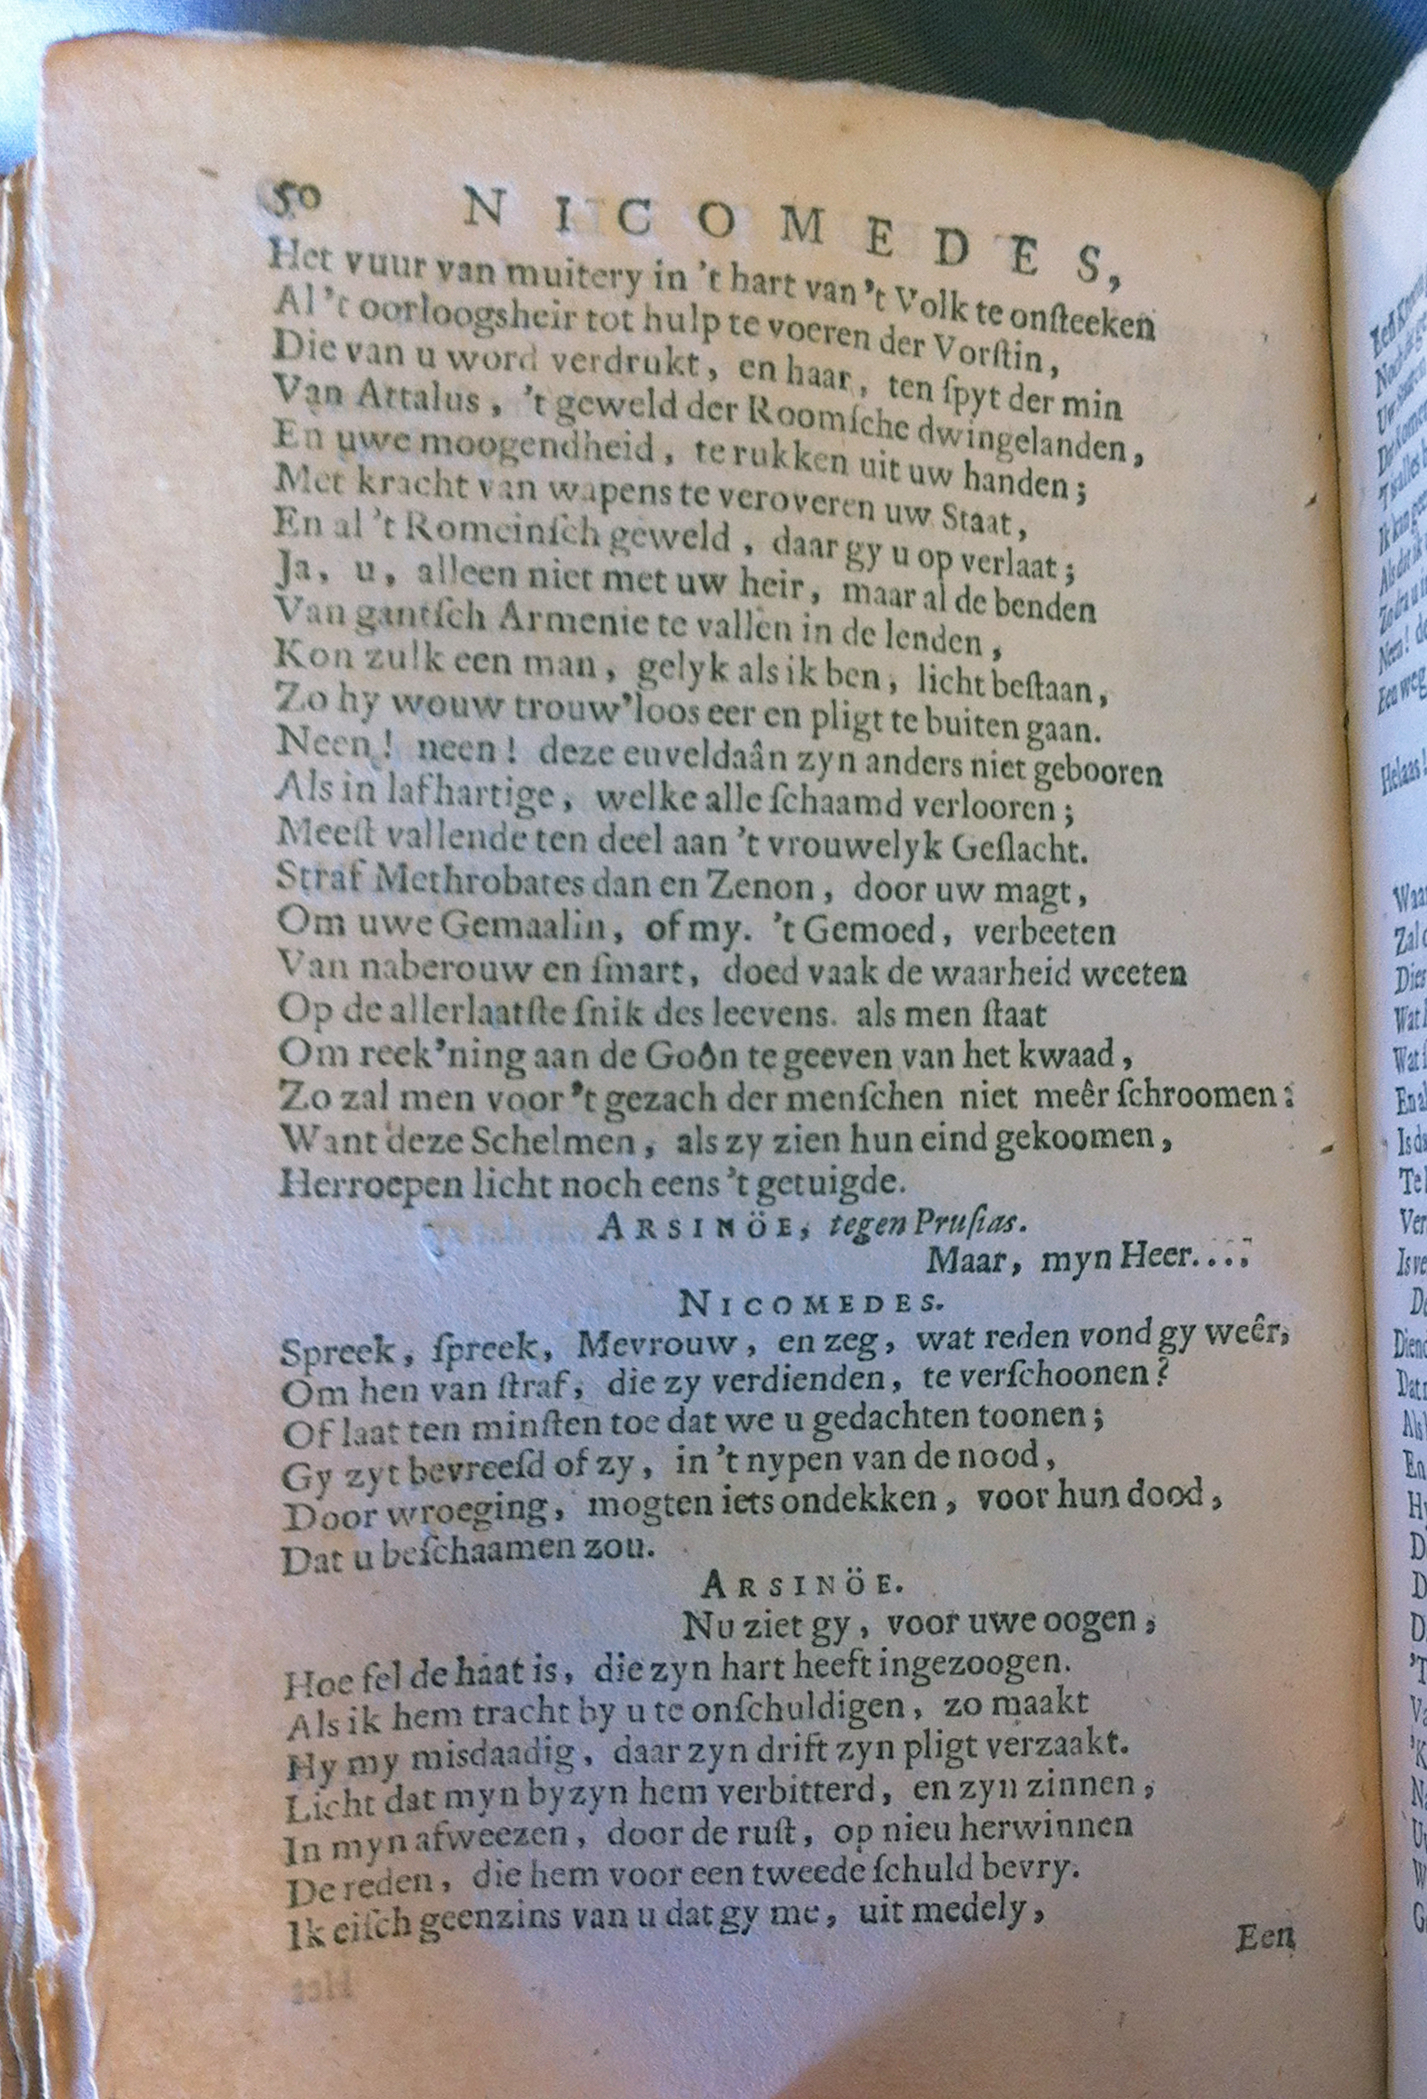 50 NICOMEDES,
Het vuur van muitery in 't hart van 't Volk te onſteeken
Al 't oorloogsheir tot hulp te voeren der Vorſtin,
Die van u word verdrukt, en haar, ten ſpyt der min
Van Attalus, 't geweld der Roomſche dwingelanden,
En uwe moogendheid, te rukken uit uw handen;
Met kracht van wapens te veroveren uw Staat,
En al 't Romeinſch geweld, daar gy u op verlaat;
Ja, u, alleen niet met uw heir, maar al de benden
Van gantſch Armenie te vallen in de lenden,
Kon zulk een man, gelyk als ik ben, licht beſtaan,
Zo hy wouw trouw'loos eer en pligt te buiten gaan.
Neen! neen! deze euveldaân zyn anders niet gebooren
Als in lafhartige, welke alle ſchaamd verlooren;
Meeſt vallende ten deel aan 't vrouwelyk Geſlacht.
Straf Methrobates dan en Zenon, door uw magt,
Om uwe Gemaalin, of my. 't Gemoed, verbeeten
Van naberouw en ſmart, doed vaak de waarheid weeten
Op de allerlaatſte ſnik des leevens. als men ſtaat
Om reek'ning aan de Goôn te geeven van het kwaad,
Zo zal men voor 't gezach der menſchen niet meêr ſchroomen:
Want deze Schelmen, als zy zien hun eind gekoomen,
Herroepen licht noch eens 't getuigde.
ARSINÖE, tegen Pruſias.
Maar, myn Heer....
NICOMEDES.
Spreek, ſpreek, Mevrouw, en zeg, wat reden vond gy weêr,
Om hen van ſtraf, die zy verdienden, te verſchoonen?
Of laat ten minſten toe dat we u gedachten toonen;
Gy zyt bevreeſd of zy, in 't nypen van de nood,
Door wroeging, mogten iets ondekken, voor hun dood,
Dat u beſchaamen zou.
ARSINÖE.
Nu ziet gy, voor uwe oogen,
Hoe fel de haat is, die zyn hart heeft ingezoogen.
Als ik hem tracht by u te onſchuldigen, zo maakt
Hy my misdaadig, daar zyn drift zyn pligt verzaakt.
Licht dat myn byzyn hem verbitterd, en zyn zinnen,
In myn afweezen, door de ruſt, op nieu herwinnen
De reden, die hem voor een tweede ſchuld bevry.
Ik eiſch geenzins van u dat gy me, uit medely,
Een